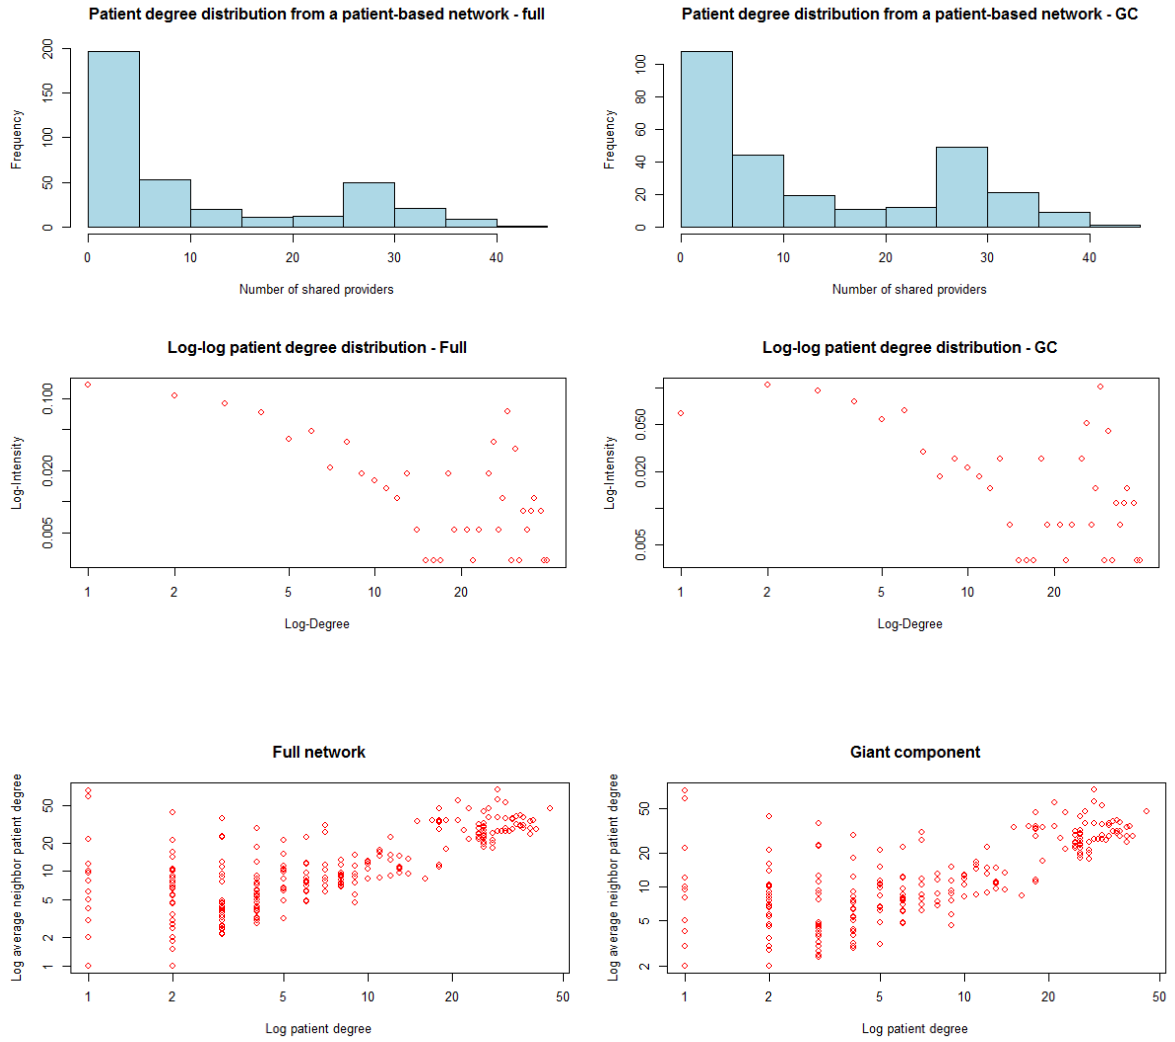 Patient degree distribution from a patient-based network - full
Frequency
0
50
100
150
200
0 10 20 30 40
Number of shared providers
Patient degree distribution from a patient-based network - GC
Frequency
0
20
40
60
80
100
0 10 20 30 40
Number of shared providers
Log-log patient degree distribution - Full
Log-Intensity
0.005
0.020
0.100
1 2 5 10 20
Log-Degree
Log-log patient degree distribution - GC
Log-Intensity
0.005
0.020
0.050
1 2 5 10 20
Log-Degree
Full network
Log average neighbor patient degree
1
2
5
10
20
50
1 2 5 10 20 50
Log patient degree
Giant component
Log average neighbor patient degree
2
5
10
20
50
1 2 5 10 20 50
Log patient degree